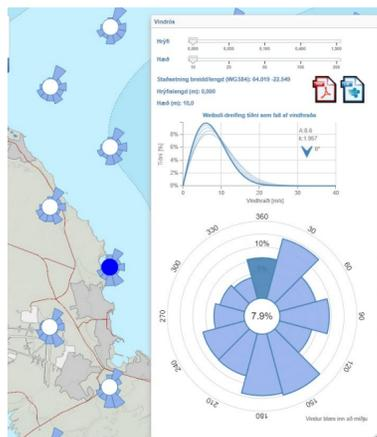 Vindrós
Hrýfi
0,000 0,030 0,100 0,400 1,500
Hæð
10 25 50 100 200
Staðsetning breidd/lengd (WGS84): 64.019 -22.549
Hrýfislengd (m): 0,000
Hæð (m): 10,0
Weibull-dreifing tíðni sem fall af vindhraða
Tíðni [%]
8%
6%
4%
2%
0%
A:8.6
k:1.957
0°
0 10 20 30 40
Vindhraði [m/s]
360
330 30
10%
300 60
270 7.9% 90
240 120
210 150
180
Vindur blæs inn að miðju